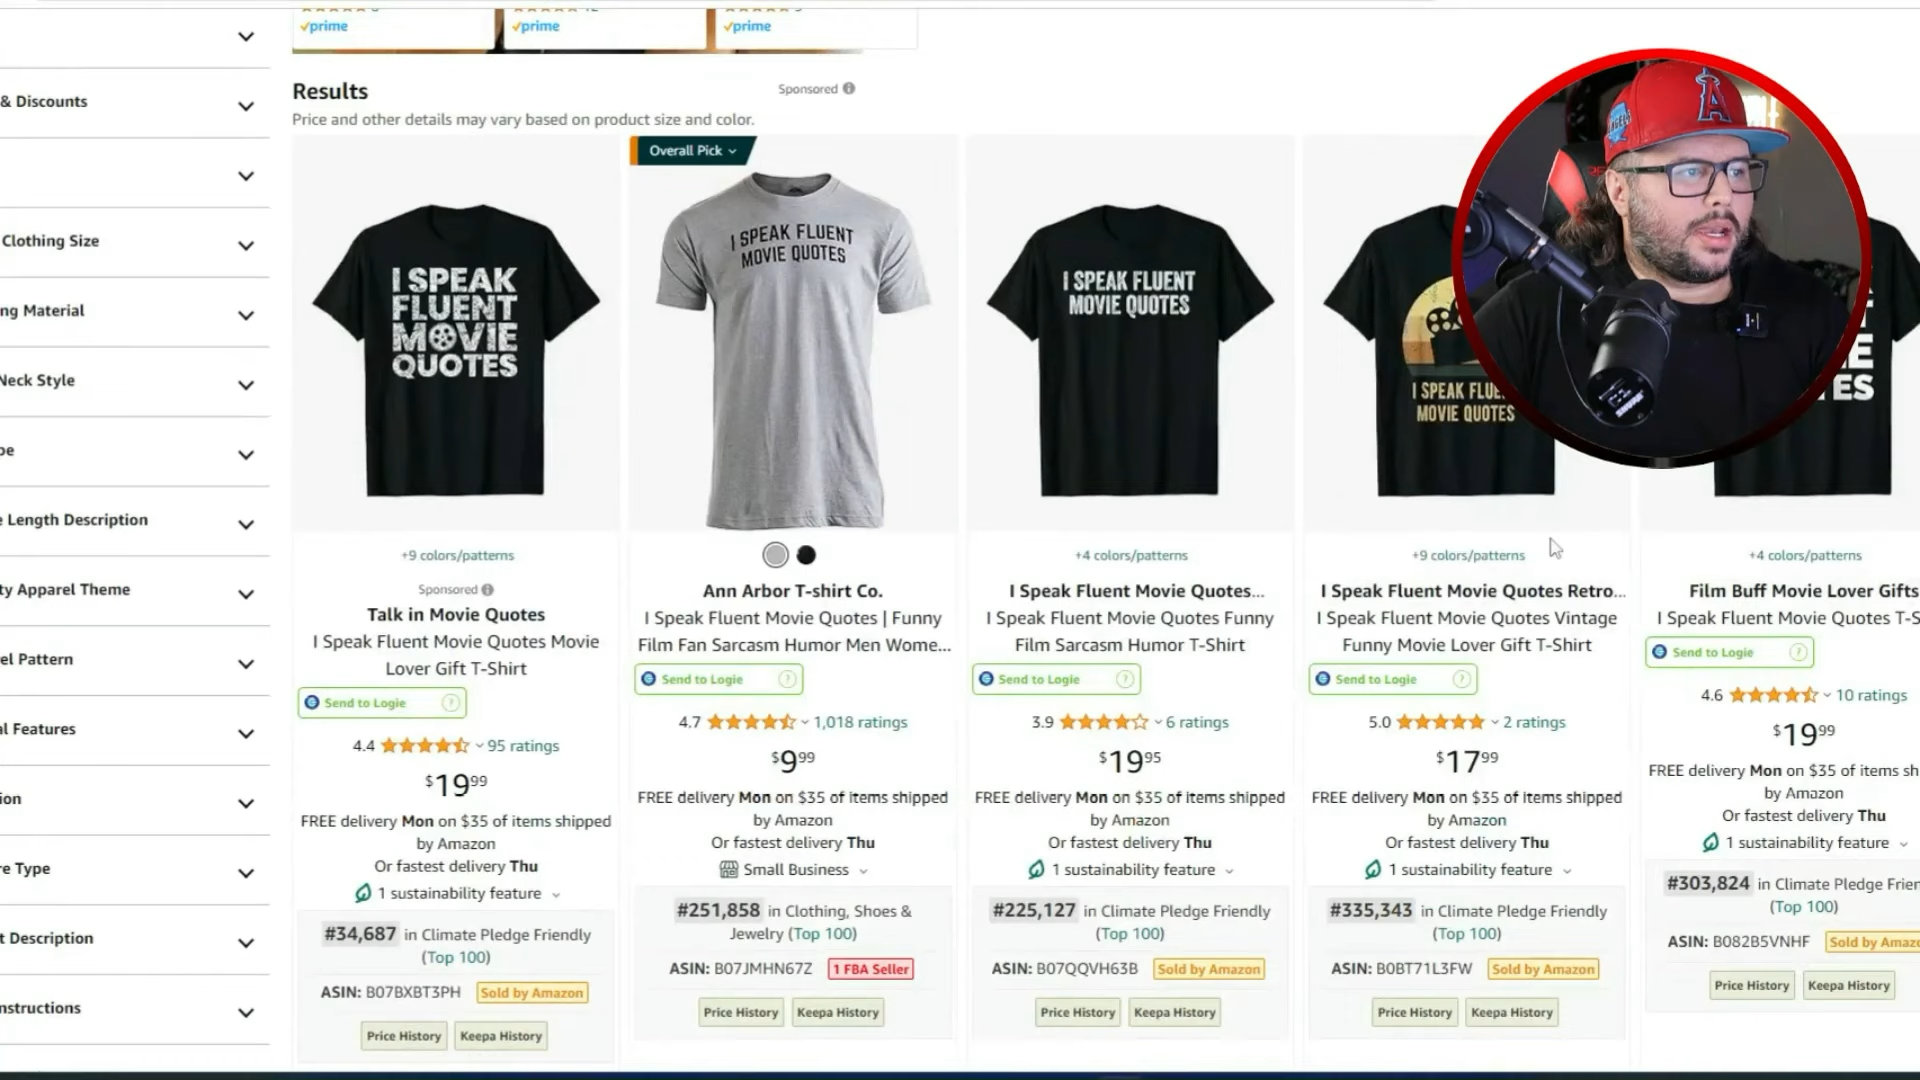 prime
prime
prime
Results
Sponsored
Price and other details may vary based on product size and color.
& Discounts
Clothing Size
ng Material
Neck Style
pe
e Length Description
ty Apparel Theme
el Pattern
al Features
ion
re Type
t Description
nstructions
I SPEAK
FLUENT
MOVIE
QUOTES
+9 colors/patterns
Sponsored
Talk in Movie Quotes
I Speak Fluent Movie Quotes Movie
Lover Gift T-Shirt
Send to Logie ?
4.4 95 ratings
$19.99
FREE delivery Mon on $35 of items shipped
by Amazon
Or fastest delivery Thu
1 sustainability feature
#34,687 in Climate Pledge Friendly
(Top 100)
ASIN: B07BXBT3PH Sold by Amazon
Price History Keepa History
Overall Pick
I SPEAK FLUENT
MOVIE QUOTES
Ann Arbor T-shirt Co.
I Speak Fluent Movie Quotes | Funny
Film Fan Sarcasm Humor Men Wome...
Send to Logie ?
4.7 1,018 ratings
$9.99
FREE delivery Mon on $35 of items shipped
by Amazon
Or fastest delivery Thu
Small Business
#251,858 in Clothing, Shoes &
Jewelry (Top 100)
ASIN: B07JMHN67Z 1 FBA Seller
Price History Keepa History
I SPEAK FLUENT
MOVIE QUOTES
+4 colors/patterns
I Speak Fluent Movie Quotes...
I Speak Fluent Movie Quotes Funny
Film Sarcasm Humor T-Shirt
Send to Logie ?
3.9 6 ratings
$19.95
FREE delivery Mon on $35 of items shipped
by Amazon
Or fastest delivery Thu
1 sustainability feature
#225,127 in Climate Pledge Friendly
(Top 100)
ASIN: B07QQVH63B Sold by Amazon
Price History Keepa History
I SPEAK FLUE
MOVIE QUOTES
+9 colors/patterns
I Speak Fluent Movie Quotes Retro...
I Speak Fluent Movie Quotes Vintage
Funny Movie Lover Gift T-Shirt
Send to Logie ?
5.0 2 ratings
$17.99
FREE delivery Mon on $35 of items shipped
by Amazon
Or fastest delivery Thu
1 sustainability feature
#335,343 in Climate Pledge Friendly
(Top 100)
ASIN: B0BT71L3FW Sold by Amazon
Price History Keepa History
A
+4 colors/patterns
Film Buff Movie Lover Gifts
I Speak Fluent Movie Quotes T-S
Send to Logie ?
4.6 10 ratings
$19.99
FREE delivery Mon on $35 of items sh
by Amazon
Or fastest delivery Thu
1 sustainability feature
#303,824 in Climate Pledge Frien
(Top 100)
ASIN: B082B5VNHF Sold by Amazo
Price History Keepa History